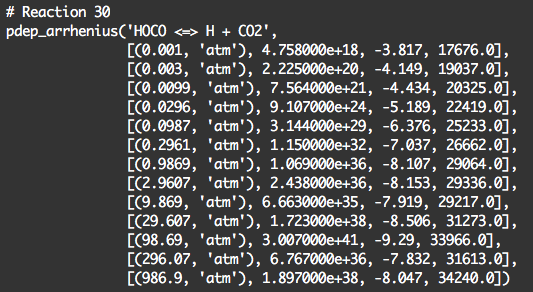 # Reaction 30
pdep_arrhenius('HOCO <=> H + CO2',
[(0.001, 'atm'), 4.758000e+18, -3.817, 17676.0],
[(0.003, 'atm'), 2.225000e+20, -4.149, 19037.0],
[(0.0099, 'atm'), 7.564000e+21, -4.434, 20325.0],
[(0.0296, 'atm'), 9.107000e+24, -5.189, 22419.0],
[(0.0987, 'atm'), 3.144000e+29, -6.376, 25233.0],
[(0.2961, 'atm'), 1.150000e+32, -7.037, 26662.0],
[(0.9869, 'atm'), 1.069000e+36, -8.107, 29064.0],
[(2.9607, 'atm'), 2.438000e+36, -8.153, 29336.0],
[(9.869, 'atm'), 6.663000e+35, -7.919, 29217.0],
[(29.607, 'atm'), 1.723000e+38, -8.506, 31273.0],
[(98.69, 'atm'), 3.007000e+41, -9.29, 33966.0],
[(296.07, 'atm'), 6.767000e+36, -7.832, 31613.0],
[(986.9, 'atm'), 1.897000e+38, -8.047, 34240.0])